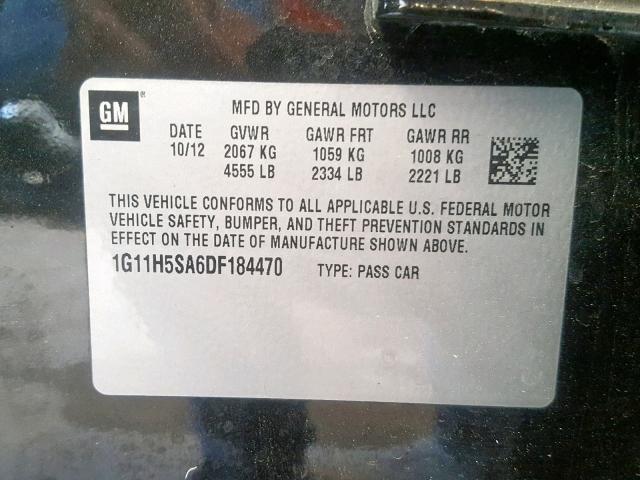 GM ®
MFD BY GENERAL MOTORS LLC
DATE GVWR GAWR FRT GAWR RR
10/12 2067 KG 1059 KG 1008 KG
4555 LB 2334 LB 2221 LB
THIS VEHICLE CONFORMS TO ALL APPLICABLE U.S. FEDERAL MOTOR
VEHICLE SAFETY, BUMPER, AND THEFT PREVENTION STANDARDS IN
EFFECT ON THE DATE OF MANUFACTURE SHOWN ABOVE.
1G11H5SA6DF184470 TYPE: PASS CAR